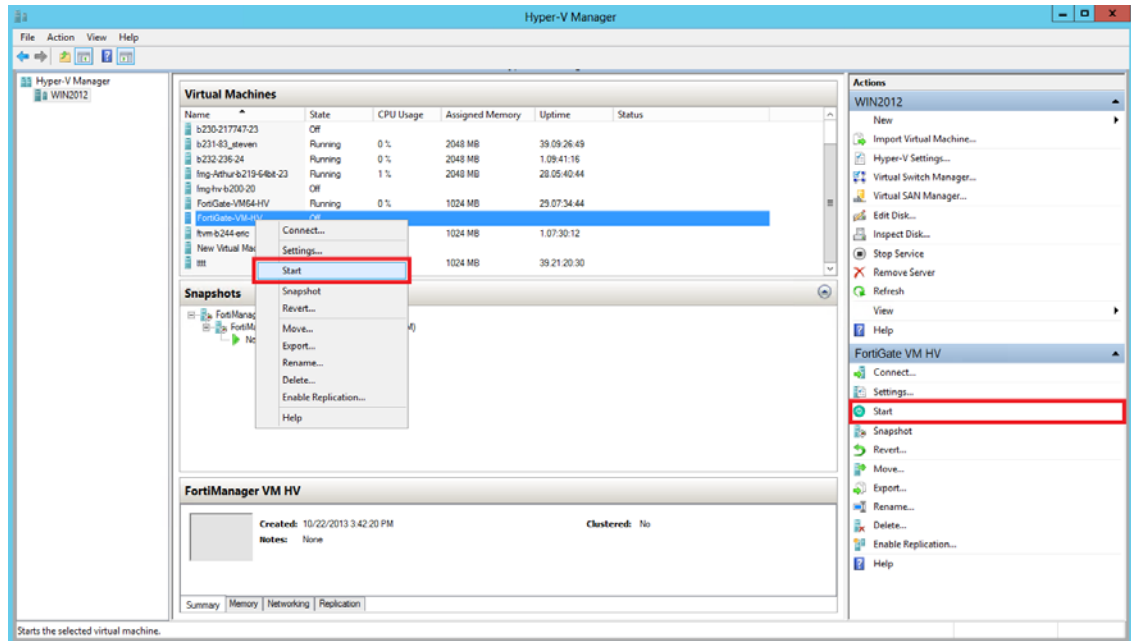 Hyper-V Manager
File Action View Help
Hyper-V Manager
WIN2012
Virtual Machines
Name State CPU Usage Assigned Memory Uptime Status
b230-217747-23 Off
b231-83_steven Running 0 % 2048 MB 39.09:26:49
b232-236-24 Running 0 % 2048 MB 1.09:41:16
fmg-Arthur-b219-64bit-23 Running 1 % 2048 MB 28.05:40:44
fmg-hv-b200-20 Off
FortiGate-VM64-HV Running 0 % 1024 MB 29.07:34:44
FortiGate-VM-HV Off
ftvm-b244-eric 1024 MB 1.07:30:12
New Virtual Mac
tttt 1024 MB 39.21:20:30
Connect...
Settings...
Start
Snapshot
Revert...
Move...
Export...
Rename...
Delete...
Enable Replication...
Help
Snapshots
FortiManag
FortiMa
No
FortiManager VM HV
Created: 10/22/2013 3:42:20 PM Clustered: No
Notes: None
Summary Memory Networking Replication
Actions
WIN2012
New
Import Virtual Machine...
Hyper-V Settings...
Virtual Switch Manager...
Virtual SAN Manager...
Edit Disk...
Inspect Disk...
Stop Service
Remove Server
Refresh
View
Help
FortiGate VM HV
Connect...
Settings...
Start
Snapshot
Revert...
Move...
Export...
Rename...
Delete...
Enable Replication...
Help
Starts the selected virtual machine.